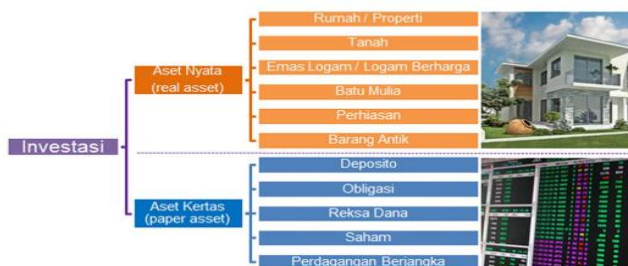 Investasi
Aset Nyata
(real asset)
Rumah / Properti
Tanah
Emas Logam / Logam Berharga
Batu Mulia
Perhiasan
Barang Antik
Aset Kertas
(paper asset)
Deposito
Obligasi
Reksa Dana
Saham
Perdagangan Berjangka